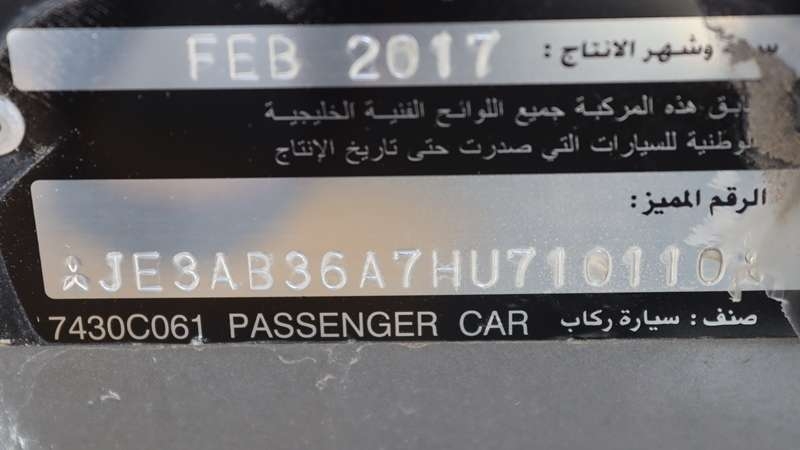 وشهر الانتاج : FEB 2017
هذه المركبة جميع اللوائح الفنية الخليجية
للسيارات التي صدرت حتى تاريخ الإنتاج
الرقم المميز:
JE3AB36A7HU710110
7430C061 PASSENGER CAR صنف : سيارة ركاب